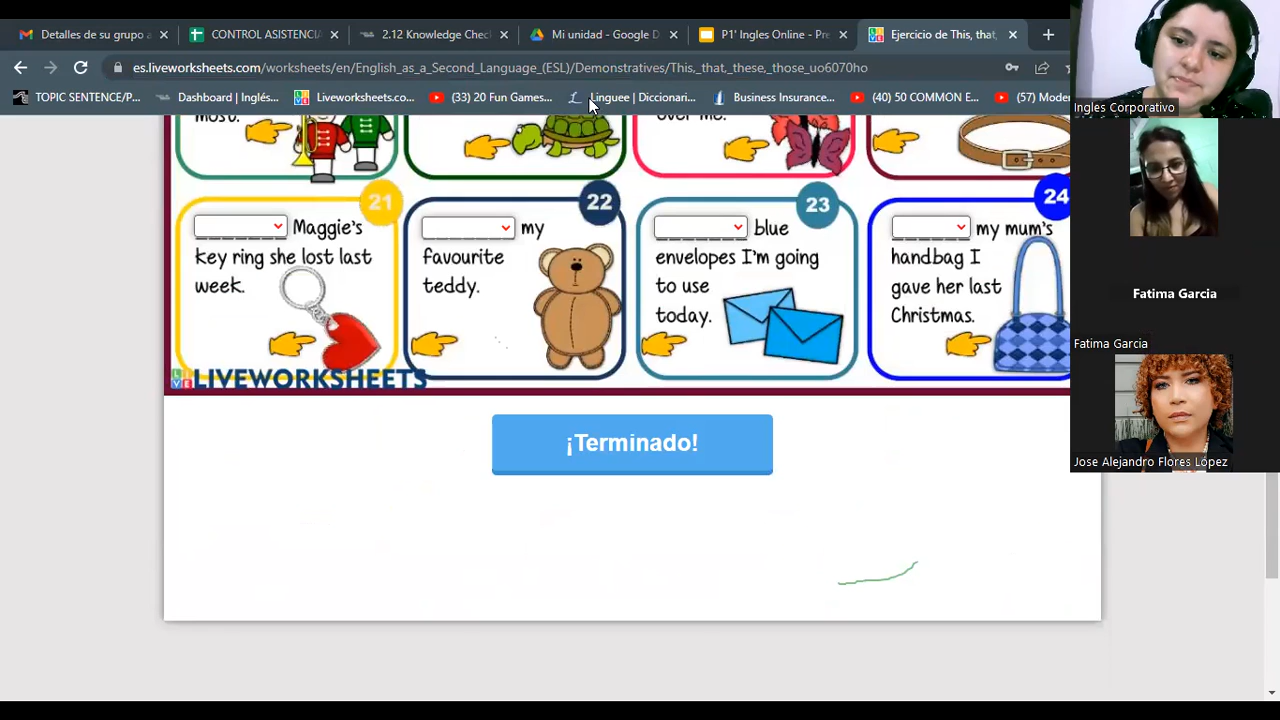 Detalles de su grupo a
CONTROL ASISTENCIA
2.12 Knowledge Chec
Mi unidad - Google D
P1' Ingles Online - Pre
Ejercicio de This, that,
es.liveworksheets.com/worksheets/en/English_as_a_Second_Language_(ESL)/Demonstratives/This,_that,_these,_those_uo6070ho
TOPIC SENTENCE/P...
Dashboard | Inglés...
Liveworksheets.co...
(33) 20 Fun Games...
Linguee | Diccionari...
Business Insurance...
(40) 50 COMMON E...
(57) Moder
Ingles Corporativo
Fatima Garcia
Fatima Garcia
Jose Alejandro Flores López
most.
over me.
21
Maggie's
key ring she lost last
week.
22
my
favourite
teddy.
23
blue
envelopes I'm going
to use
today.
24
my mum's
handbag I
gave her last
Christmas.
LIVEWORKSHEETS
¡Terminado!